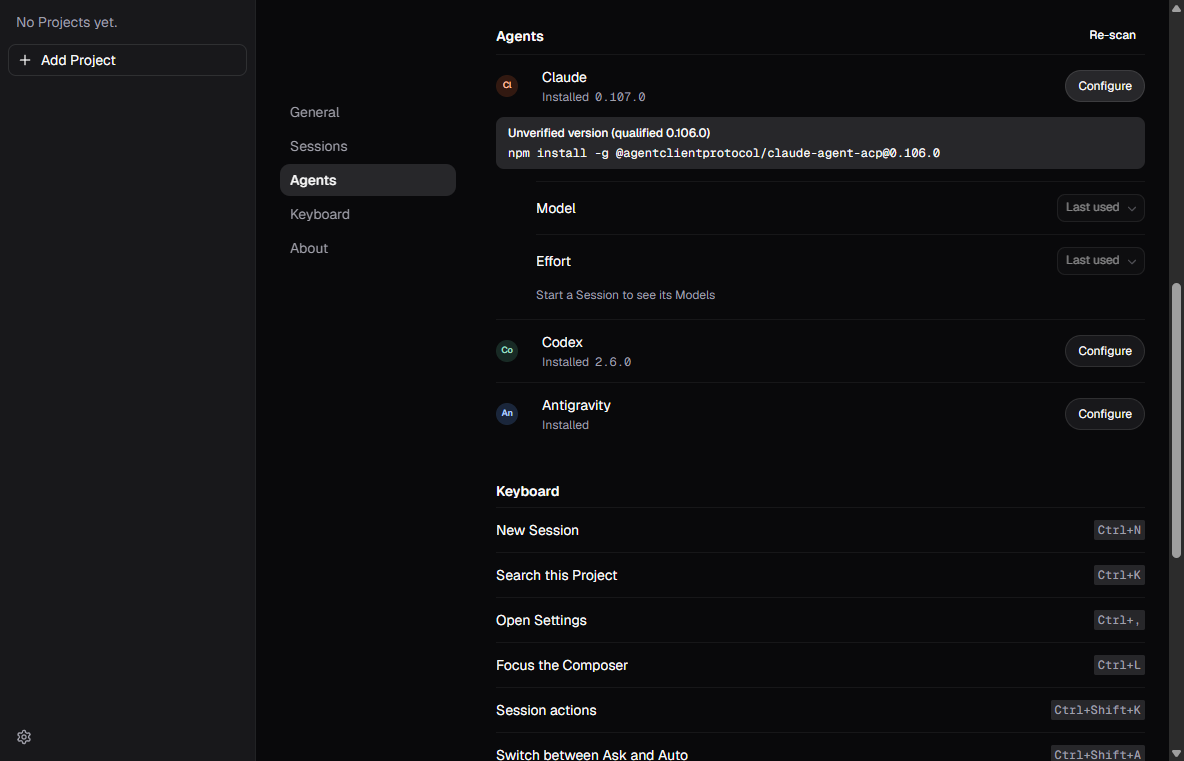 No Projects yet.
Add Project
General
Sessions
Agents
Keyboard
About
Agents
Re-scan
Cl
Claude
Installed 0.107.0
Configure
Unverified version (qualified 0.106.0)
npm install -g @agentclientprotocol/claude-agent-acp@0.106.0
Model
Last used
Effort
Last used
Start a Session to see its Models
Co
Codex
Installed 2.6.0
Configure
An
Antigravity
Installed
Configure
Keyboard
New Session
Ctrl+N
Search this Project
Ctrl+K
Open Settings
Ctrl+,
Focus the Composer
Ctrl+L
Session actions
Ctrl+Shift+K
Switch between Ask and Auto
Ctrl+Shift+A